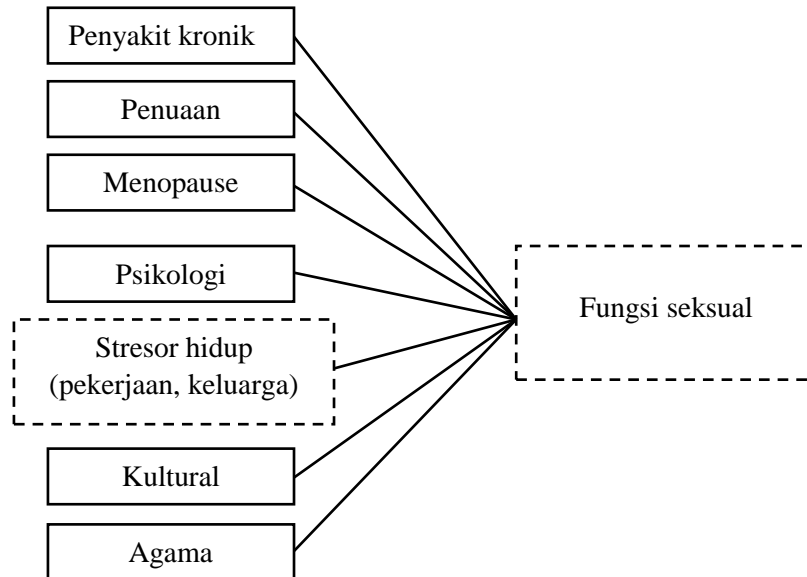 Penyakit kronik
Penuaan
Menopause
Psikologi
Stresor hidup
(pekerjaan, keluarga)
Fungsi seksual
Kultural
Agama